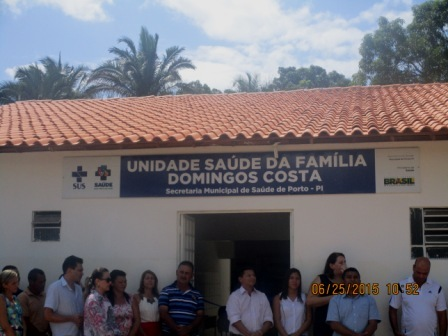 SUS
SAÚDE
UNIDADE SAÚDE DA FAMÍLIA
DOMINGOS COSTA
Secretaria Municipal de Saúde de Porto - PI
BRASIL
06/25/2015 10:52